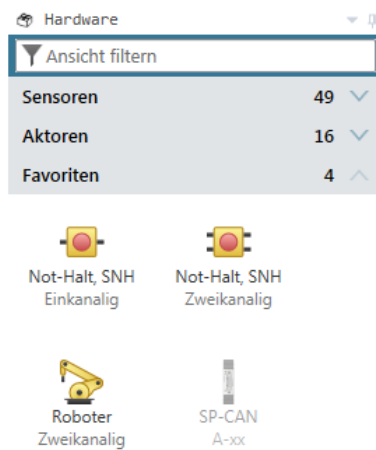 Hardware
Ansicht filtern
Sensoren 49
Aktoren 16
Favoriten 4
Not-Halt, SNH Not-Halt, SNH
Einkanalig Zweikanalig
Roboter SP-CAN
Zweikanalig A-xx